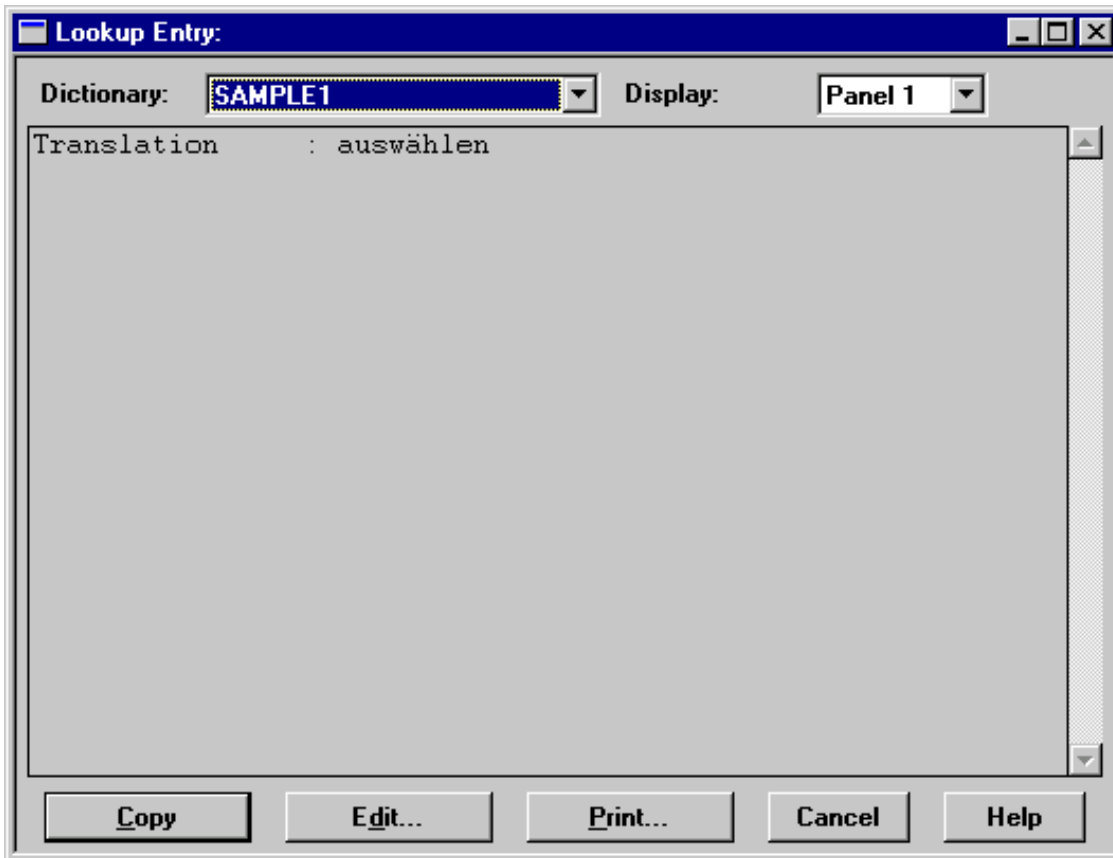 Lookup Entry:
Dictionary: SAMPLE1 Display: Panel 1
Translation : auswählen
Copy Edit... Print... Cancel Help